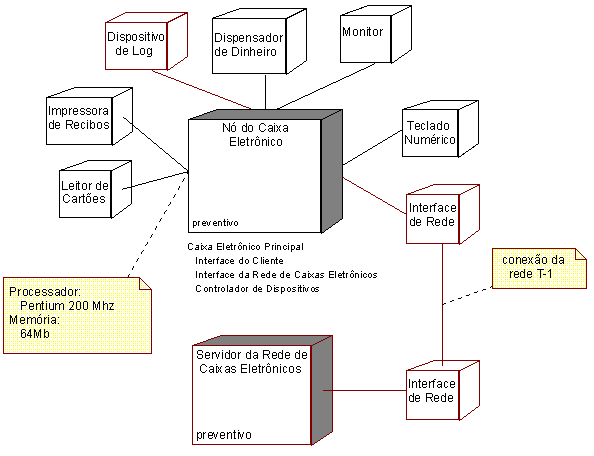 Dispositivo
de Log
Dispensador
de Dinheiro
Monitor
Impressora
de Recibos
Nó do Caixa
Eletrônico
preventivo
Teclado
Numérico
Leitor de
Cartões
Interface
de Rede
Caixa Eletrônico Principal
Interface do Cliente
Interface da Rede de Caixas Eletrônicos
Controlador de Dispositivos
conexão da
rede T-1
Processador:
Pentium 200 Mhz
Memória:
64Mb
Servidor da Rede de
Caixas Eletrônicos
preventivo
Interface
de Rede